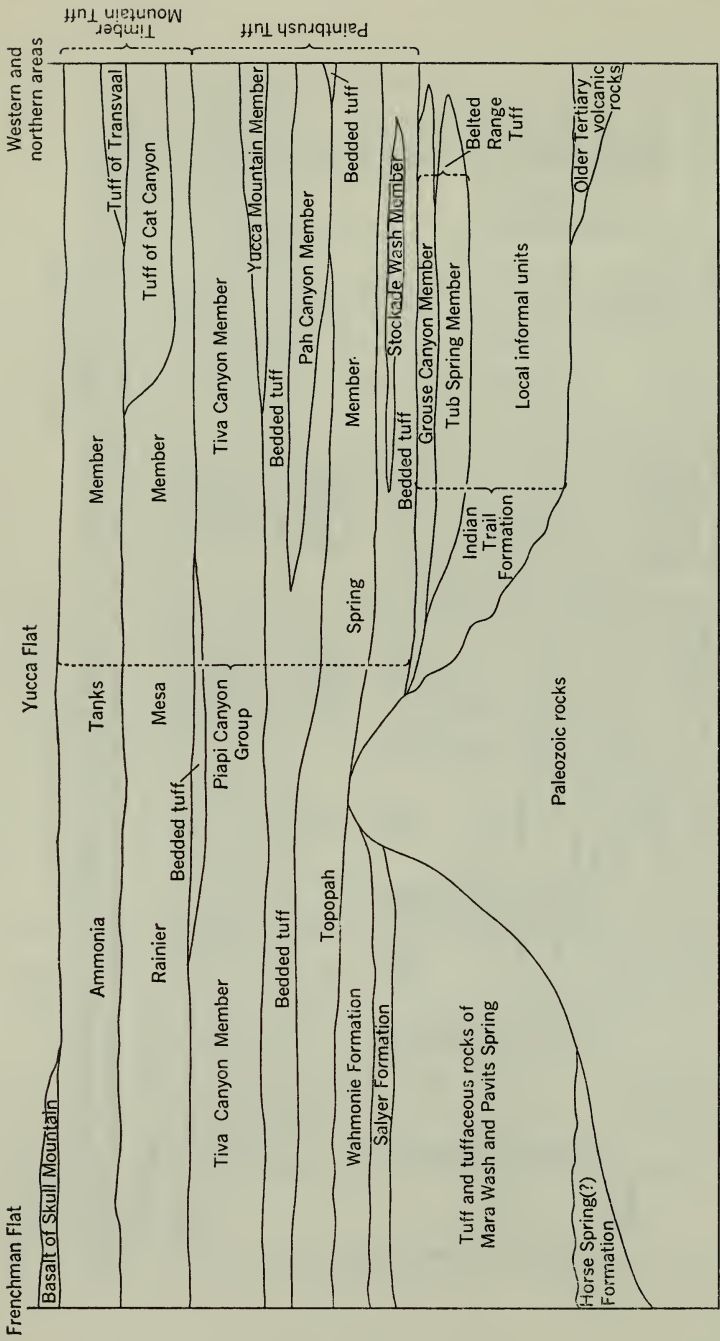 Frenchman Flat
Yucca Flat
Western and
northern areas
Basalt of Skull Mountain
Ammonia
Tanks
Member
Tuff of Transvaal
Timber
Mountain Tuff
Rainier
Mesa
Member
Tuff of Cat Canyon
Bedded tuff
Tiva Canyon Member
Piapi Canyon
Group
Tiva Canyon Member
Yucca Mountain Member
Paintbrush Tuff
Bedded tuff
Bedded tuff
Pah Canyon Member
Topopah
Spring
Member
Bedded tuff
Wahmonie Formation
Salyer Formation
Stockade Wash Member
Bedded tuff
Grouse Canyon Member
Tub Spring Member
Belted
Range
Tuff
Indian
Trail
Formation
Local informal units
Tuff and tuffaceous rocks of
Mara Wash and Pavits Spring
Paleozoic rocks
Older Tertiary
volcanic
rocks
Horse Spring(?)
Formation